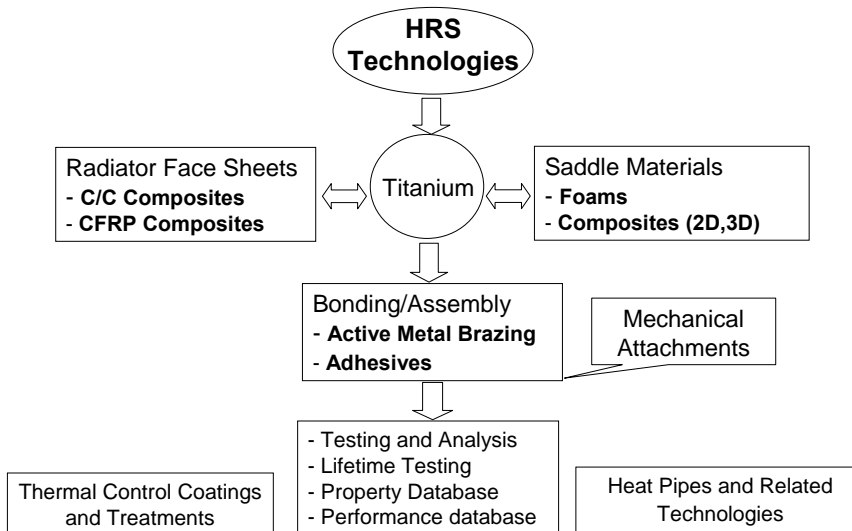 HRS
Technologies
Radiator Face Sheets
- C/C Composites
- CFRP Composites
Titanium
Saddle Materials
- Foams
- Composites (2D,3D)
Bonding/Assembly
- Active Metal Brazing
- Adhesives
Mechanical
Attachments
- Testing and Analysis
- Lifetime Testing
- Property Database
- Performance database
Thermal Control Coatings
and Treatments
Heat Pipes and Related
Technologies